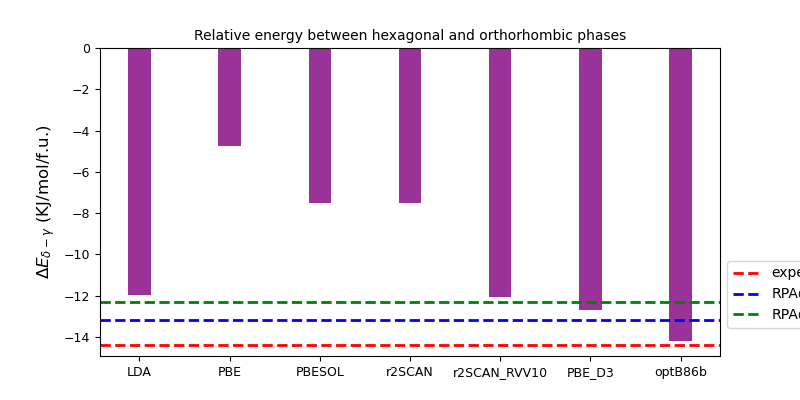 Relative energy between hexagonal and orthorhombic phases
ΔE_{δ−γ} (KJ/mol/f.u.)
0
−2
−4
−6
−8
−10
−12
−14
LDA PBE PBESOL r2SCAN r2SCAN_RVV10 PBE_D3 optB86b